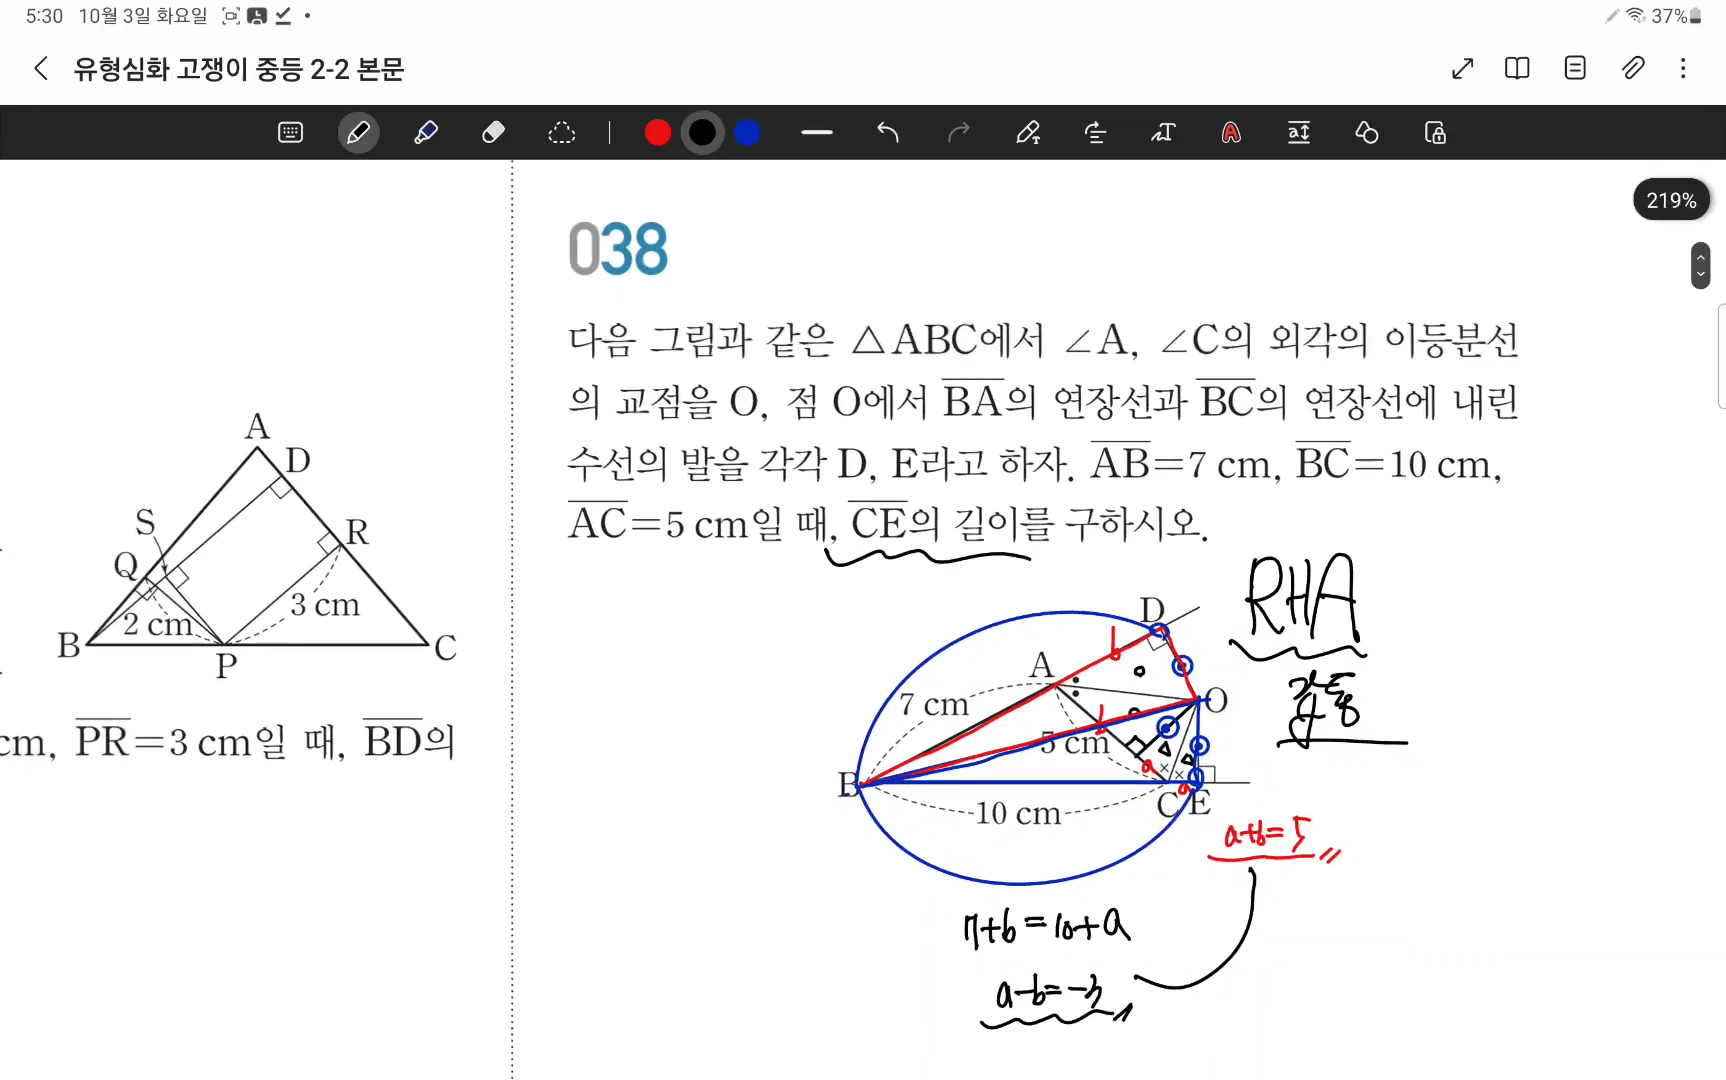 5:30 10월 3일 화요일
37%
유형심화 고쟁이 중등 2-2 본문
219%
A
D
S
R
Q
3 cm
2 cm
B
P
C
cm, PR=3 cm일 때, BD의
038
다음 그림과 같은 △ABC에서 ∠A, ∠C의 외각의 이등분선
의 교점을 O, 점 O에서 BA의 연장선과 BC의 연장선에 내린
수선의 발을 각각 D, E라고 하자. AB=7 cm, BC=10 cm,
AC=5 cm일 때, CE의 길이를 구하시오.
RHA
D
b
A
7 cm
O
b
5 cm
a
B
a
C E
10 cm
a+b=5
7+b=10+a
a-b=-3